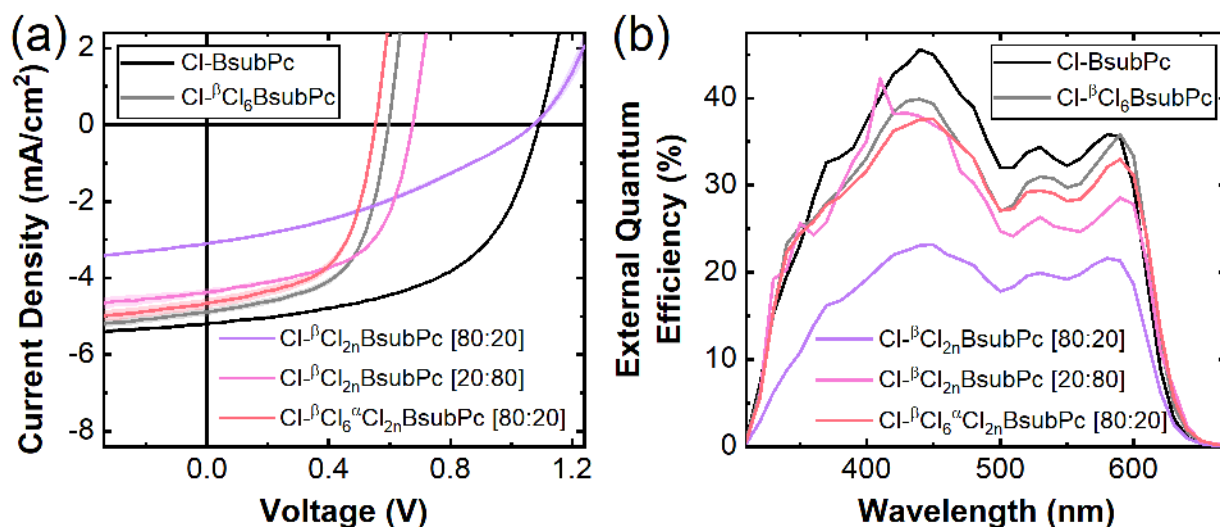 (a)
Current Density (mA/cm²)
2
0
-2
-4
-6
-8
Cl-BsubPc
Cl-ᵝCl₆BsubPc
Cl-ᵝCl₂ₙBsubPc [80:20]
Cl-ᵝCl₂ₙBsubPc [20:80]
Cl-ᵝCl₆ᵅCl₂ₙBsubPc [80:20]
0.0
0.4
0.8
1.2
Voltage (V)
(b)
External Quantum
Efficiency (%)
40
30
20
10
0
Cl-BsubPc
Cl-ᵝCl₆BsubPc
Cl-ᵝCl₂ₙBsubPc [80:20]
Cl-ᵝCl₂ₙBsubPc [20:80]
Cl-ᵝCl₆ᵅCl₂ₙBsubPc [80:20]
400
500
600
Wavelength (nm)